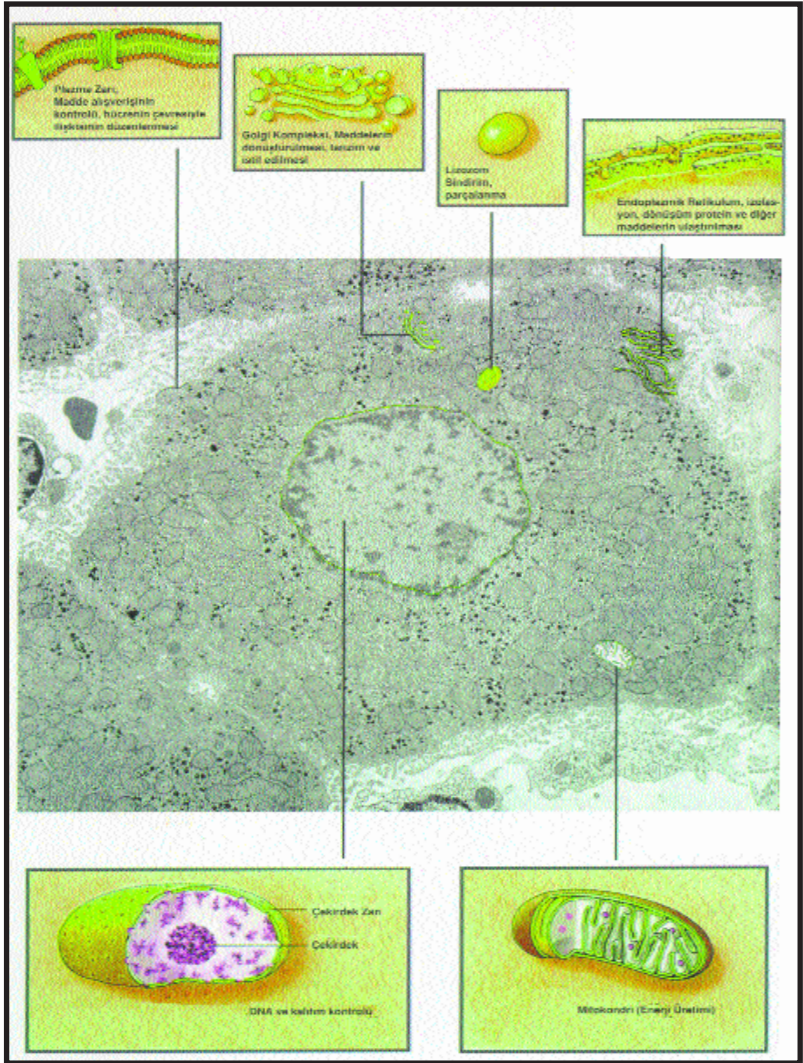 Plazma Zarı,
Madde alışverişinin
kontrolü, hücrenin çevresiyle
ilişkisinin düzenlenmesi
Golgi Kompleksi, Maddelerin
dönüştürülmesi, tanzim ve
istif edilmesi
Lizozom
Sindirim,
parçalanma
Endoplazmik Retikulum, izolas-
yon, dönüşüm protein ve diğer
maddelerin ulaştırılması
Çekirdek Zarı
Çekirdek
DNA ve kalıtım kontrolü
Mitokondri (Enerji Üretimi)